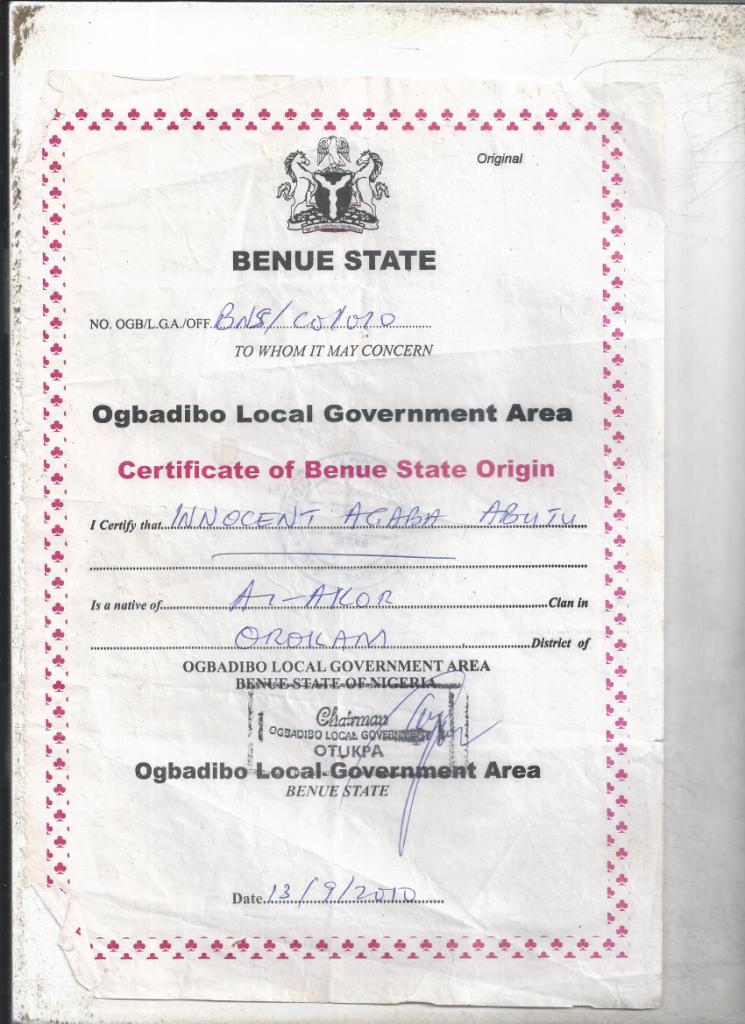 Original
BENUE STATE
NO. OGB/L.G.A./OFF. BNS/
TO WHOM IT MAY CONCERN
Ogbadibo Local Government Area
Certificate of Benue State Origin
I Certify that INNOCENT AGABA ABUTU
Is a native of AI-AKOR Clan in
OROKAM District of
OGBADIBO LOCAL GOVERNMENT AREA
BENUE STATE OF NIGERIA
Chairman
OGBADIBO LOCAL GOVERNMENT
OTUKPA
Ogbadibo Local Government Area
BENUE STATE
Date 13/9/2010